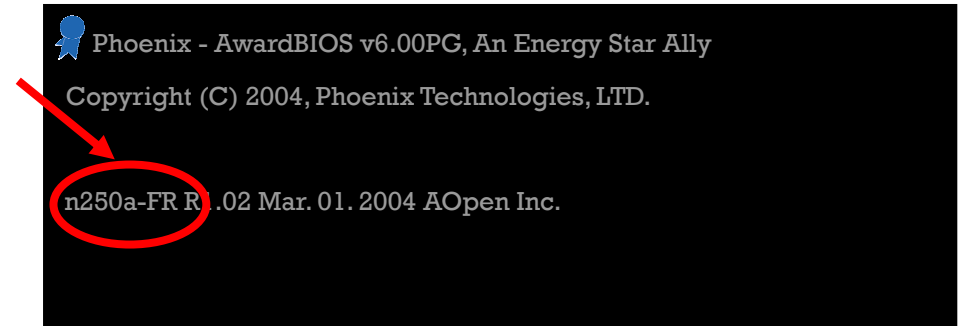 Phoenix - AwardBIOS v6.00PG, An Energy Star Ally
Copyright (C) 2004, Phoenix Technologies, LTD.
n250a-FR R1.02 Mar. 01. 2004 AOpen Inc.